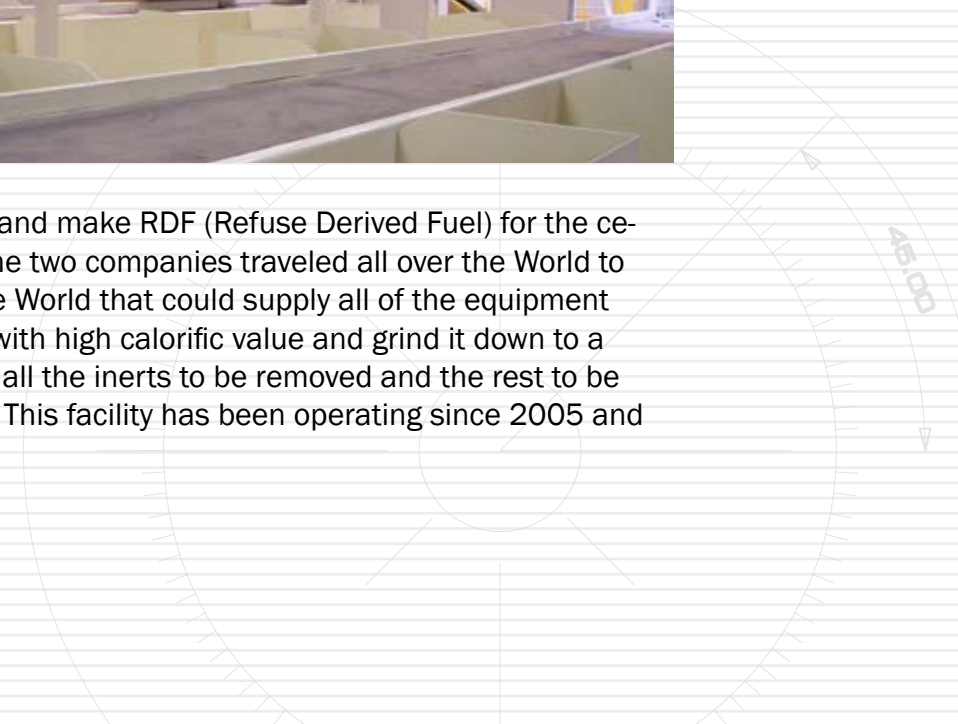 and make RDF (Refuse Derived Fuel) for the ce-
two companies traveled all over the World to
World that could supply all of the equipment
with high calorific value and grind it down to a
all the inerts to be removed and the rest to be
This facility has been operating since 2005 and
45.00